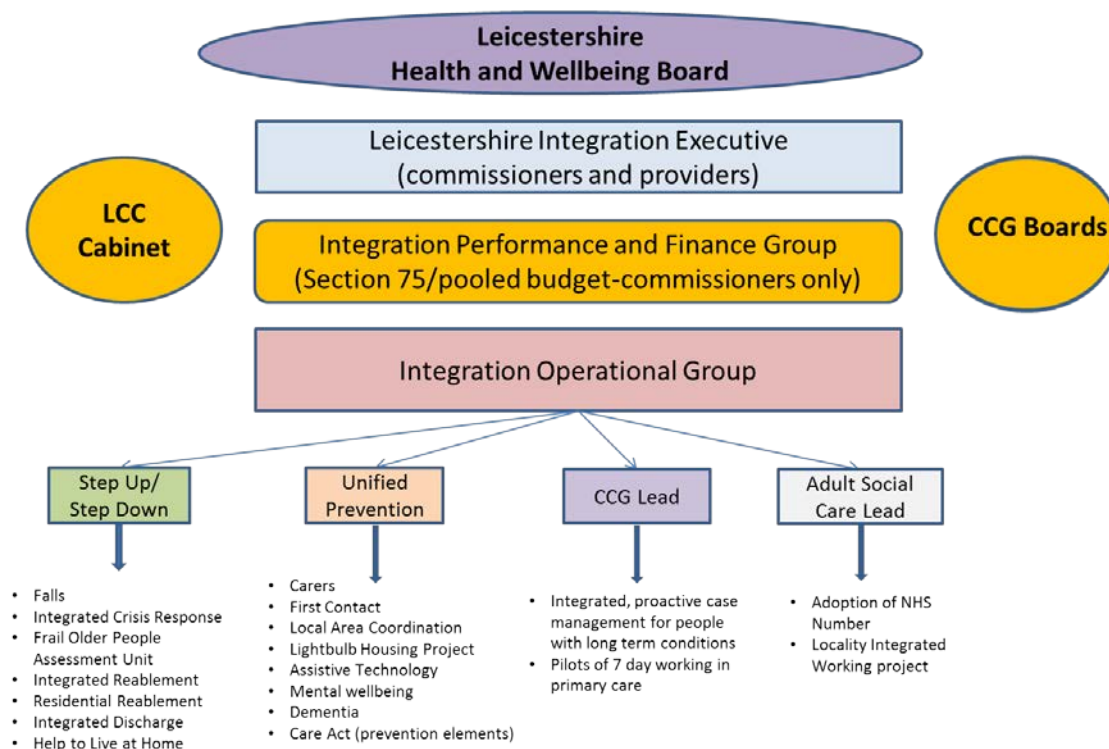 Leicestershire
Health and Wellbeing Board
Leicestershire Integration Executive
(commissioners and providers)
LCC
Cabinet
CCG Boards
Integration Performance and Finance Group
(Section 75/pooled budget-commissioners only)
Integration Operational Group
Step Up/
Step Down
Unified
Prevention
CCG Lead
Adult Social
Care Lead
• Falls
• Integrated Crisis Response
• Frail Older People
Assessment Unit
• Integrated Reablement
• Residential Reablement
• Integrated Discharge
• Help to Live at Home
• Carers
• First Contact
• Local Area Coordination
• Lightbulb Housing Project
• Assistive Technology
• Mental wellbeing
• Dementia
• Care Act (prevention elements)
• Integrated, proactive case
management for people
with long term conditions
• Pilots of 7 day working in
primary care
• Adoption of NHS
Number
• Locality Integrated
Working project